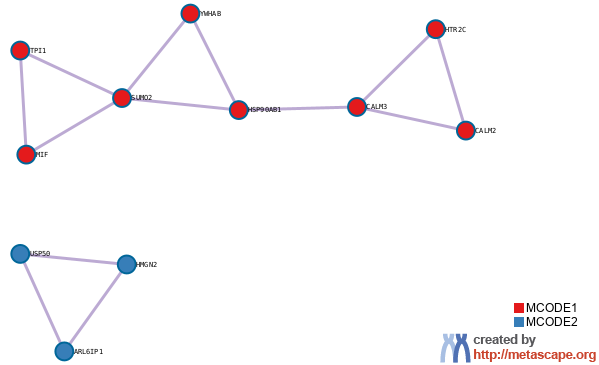 YWHAB
HTR2C
TPI1
SUMO2
HSP90AB1
CALM3
CALM2
MIF
USP50
HMGN2
ARL6IP1
MCODE1
MCODE2
created by
http://metascape.org